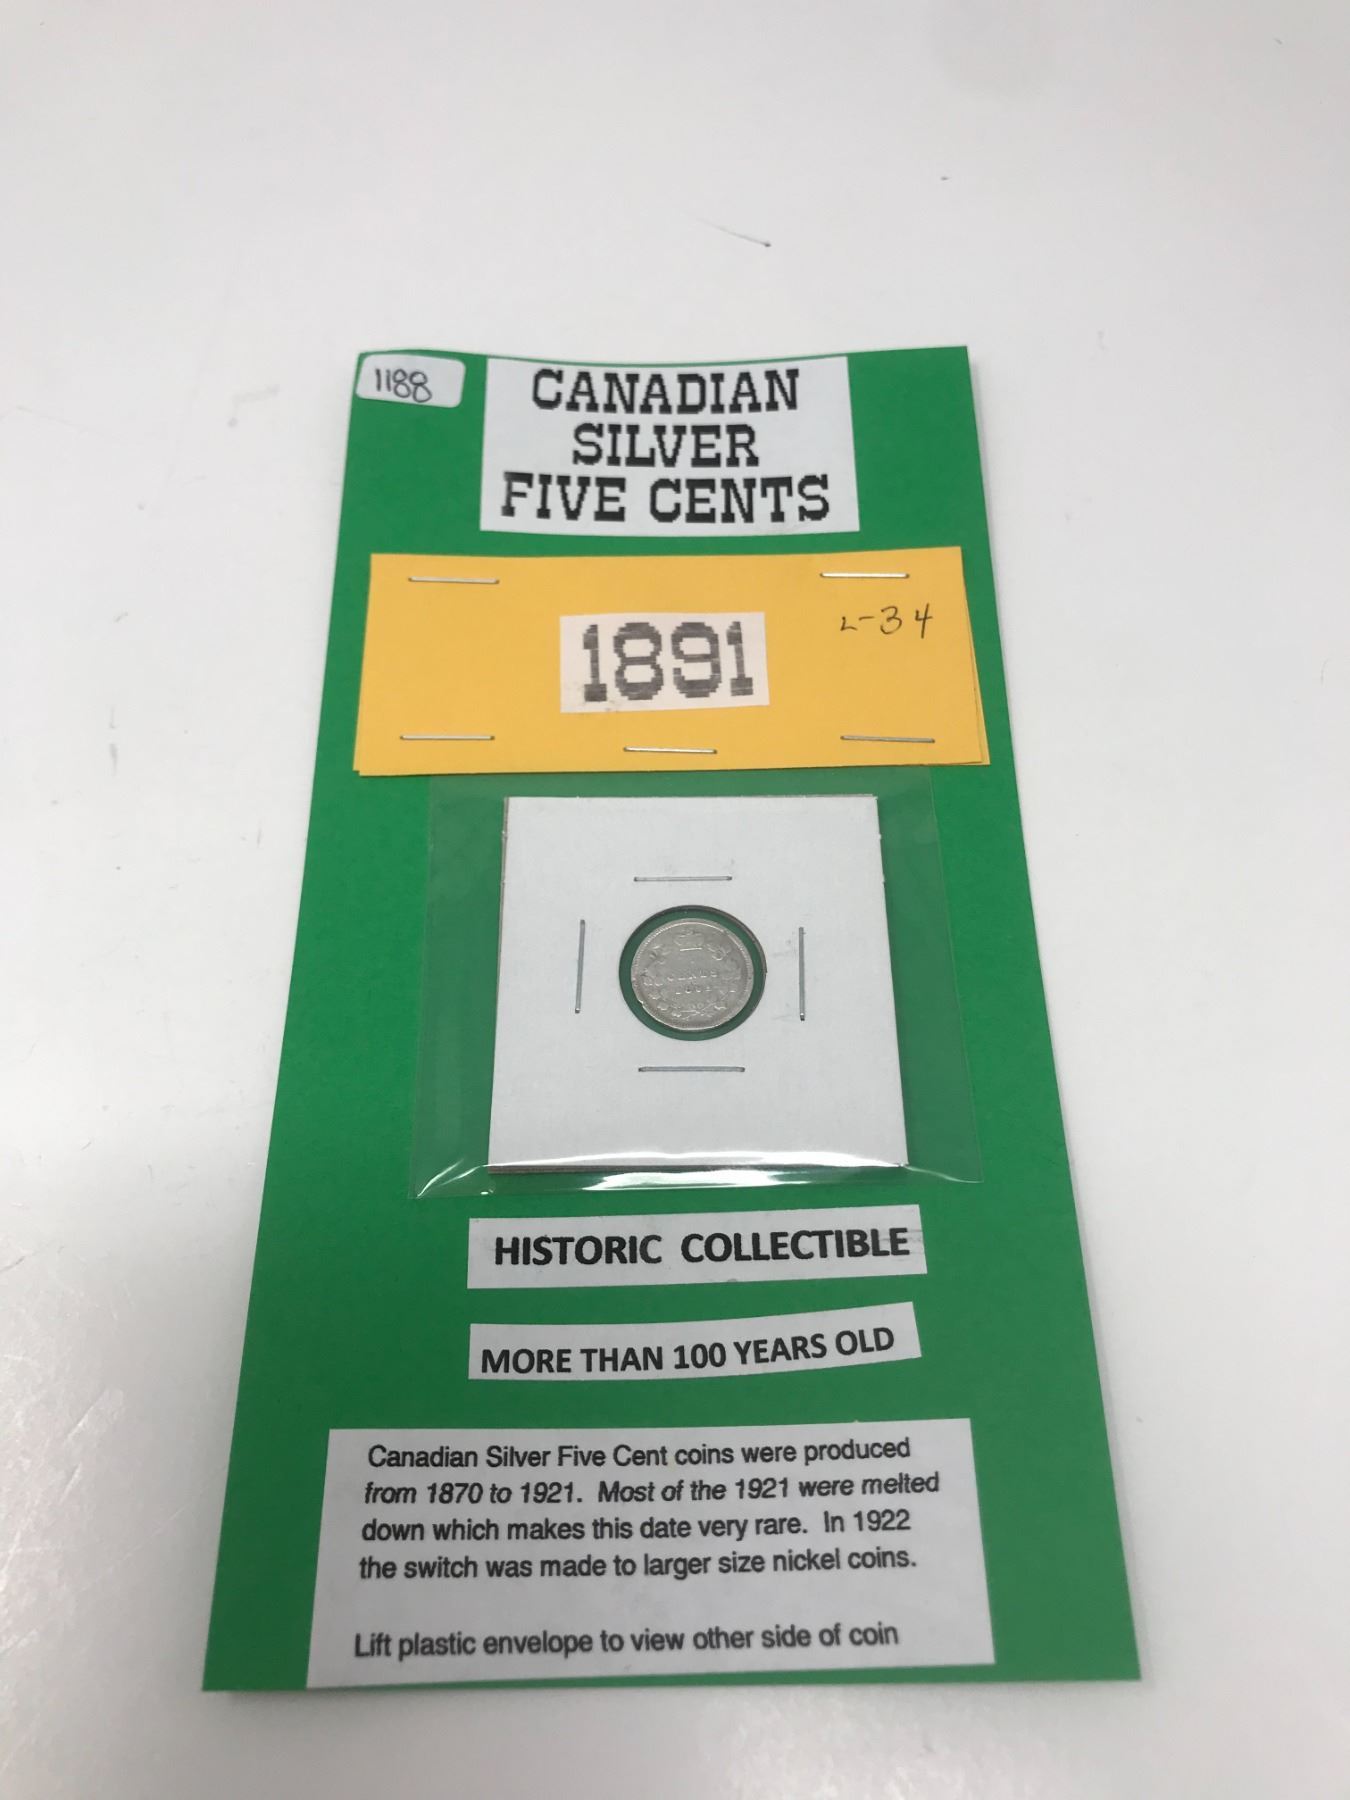 1188
CANADIAN
SILVER
FIVE CENTS
L-34
1891
CENTS
HISTORIC COLLECTIBLE
MORE THAN 100 YEARS OLD
Canadian Silver Five Cent coins were produced
from 1870 to 1921. Most of the 1921 were melted
down which makes this date very rare. In 1922
the switch was made to larger size nickel coins.
Lift plastic envelope to view other side of coin